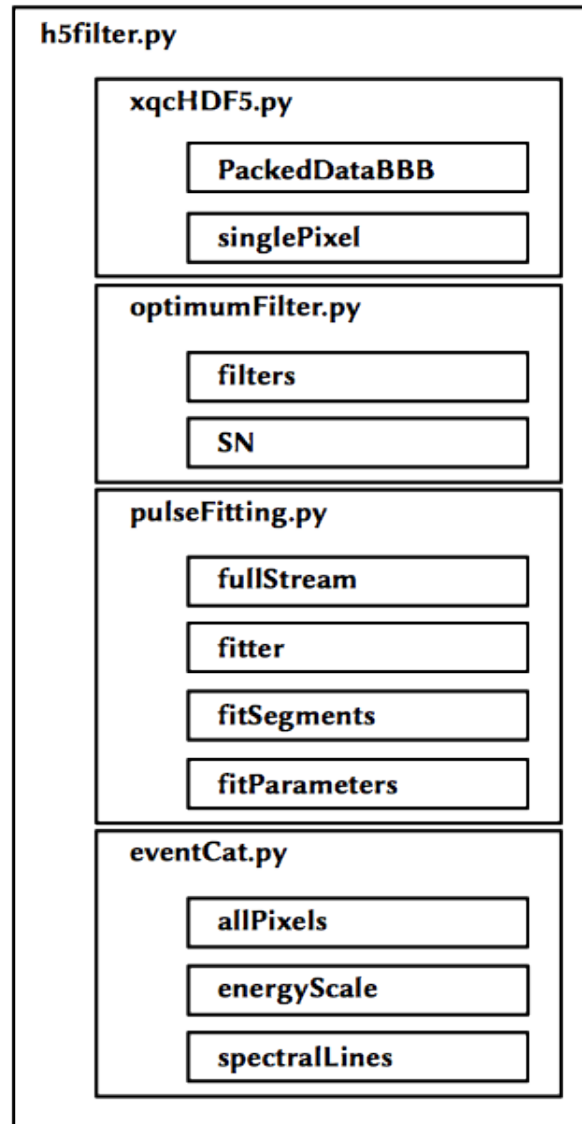 h5filter.py
xqcHDF5.py
PackedDataBBB
singlePixel
optimumFilter.py
filters
SN
pulseFitting.py
fullStream
fitter
fitSegments
fitParameters
eventCat.py
allPixels
energyScale
spectralLines